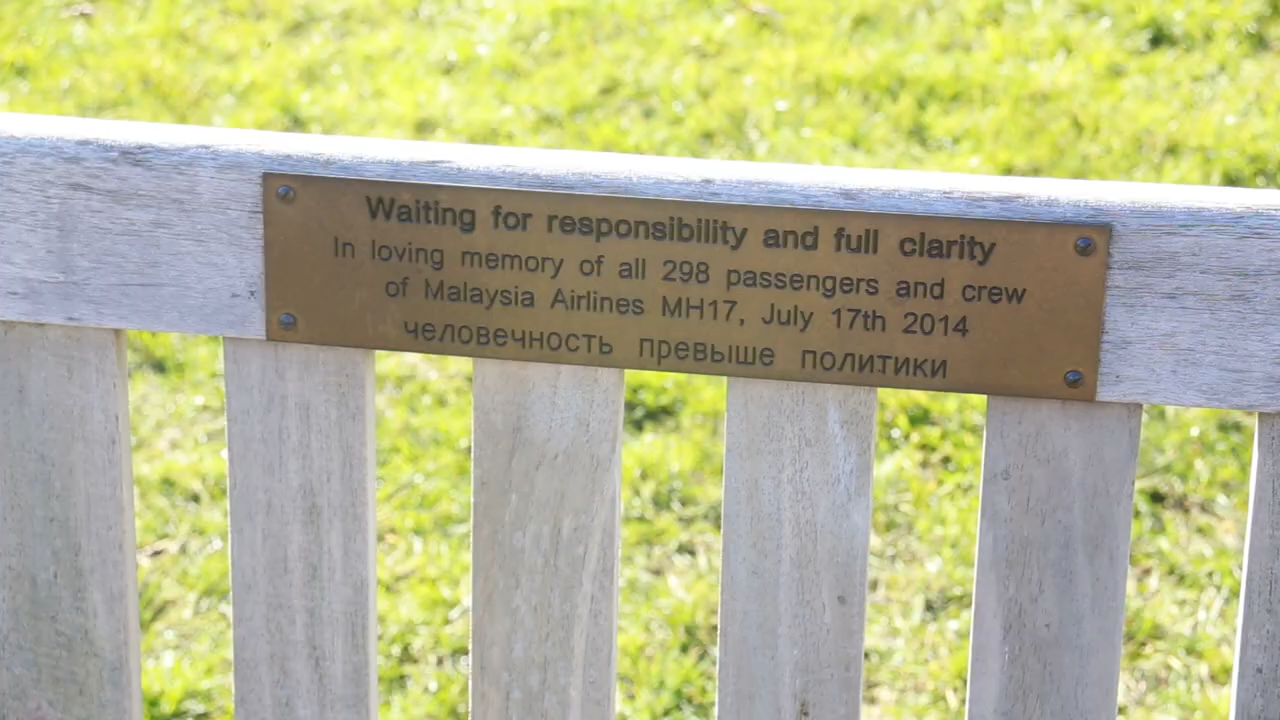 Waiting for responsibility and full clarity
In loving memory of all 298 passengers and crew
of Malaysia Airlines MH17, July 17th 2014
человечность превыше политики